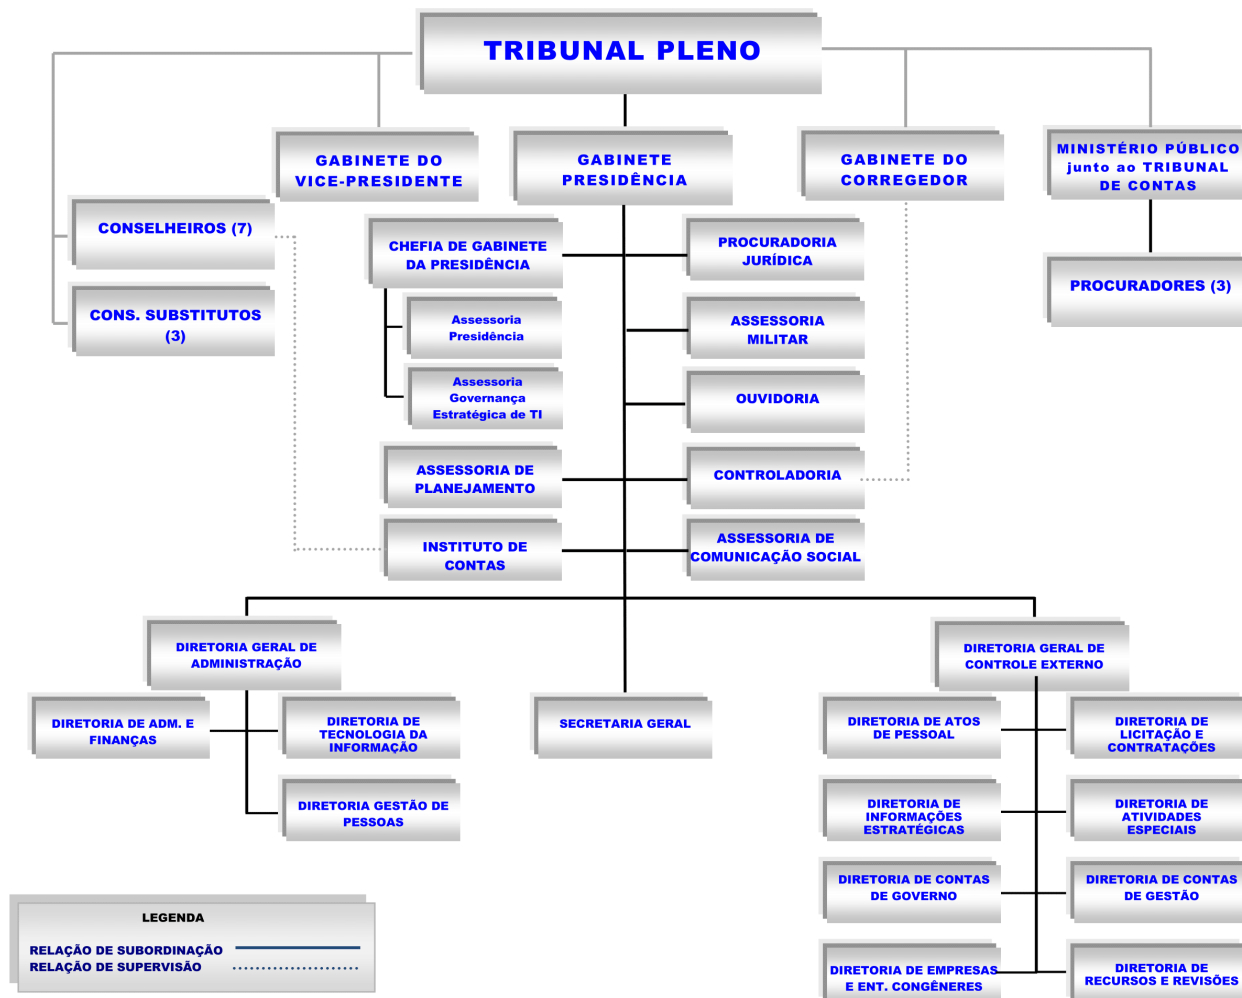 TRIBUNAL PLENO
GABINETE DO
VICE-PRESIDENTE
GABINETE
PRESIDÊNCIA
GABINETE DO
CORREGEDOR
MINISTÉRIO PÚBLICO
junto ao TRIBUNAL
DE CONTAS
CONSELHEIROS (7)
CONS. SUBSTITUTOS
(3)
CHEFIA DE GABINETE
DA PRESIDÊNCIA
PROCURADORIA
JURÍDICA
PROCURADORES (3)
Assessoria
Presidência
ASSESSORIA
MILITAR
Assessoria
Governança
Estratégica de TI
OUVIDORIA
ASSESSORIA DE
PLANEJAMENTO
CONTROLADORIA
INSTITUTO DE
CONTAS
ASSESSORIA DE
COMUNICAÇÃO SOCIAL
DIRETORIA GERAL DE
ADMINISTRAÇÃO
DIRETORIA GERAL DE
CONTROLE EXTERNO
DIRETORIA DE ADM. E
FINANÇAS
DIRETORIA DE
TECNOLOGIA DA
INFORMAÇÃO
SECRETARIA GERAL
DIRETORIA DE ATOS
DE PESSOAL
DIRETORIA DE
LICITAÇÃO E
CONTRATAÇÕES
DIRETORIA GESTÃO DE
PESSOAS
DIRETORIA DE
INFORMAÇÕES
ESTRATÉGICAS
DIRETORIA DE
ATIVIDADES
ESPECIAIS
DIRETORIA DE CONTAS
DE GOVERNO
DIRETORIA DE CONTAS
DE GESTÃO
DIRETORIA DE EMPRESAS
E ENT. CONGÊNERES
DIRETORIA DE
RECURSOS E REVISÕES
LEGENDA
RELAÇÃO DE SUBORDINAÇÃO
RELAÇÃO DE SUPERVISÃO